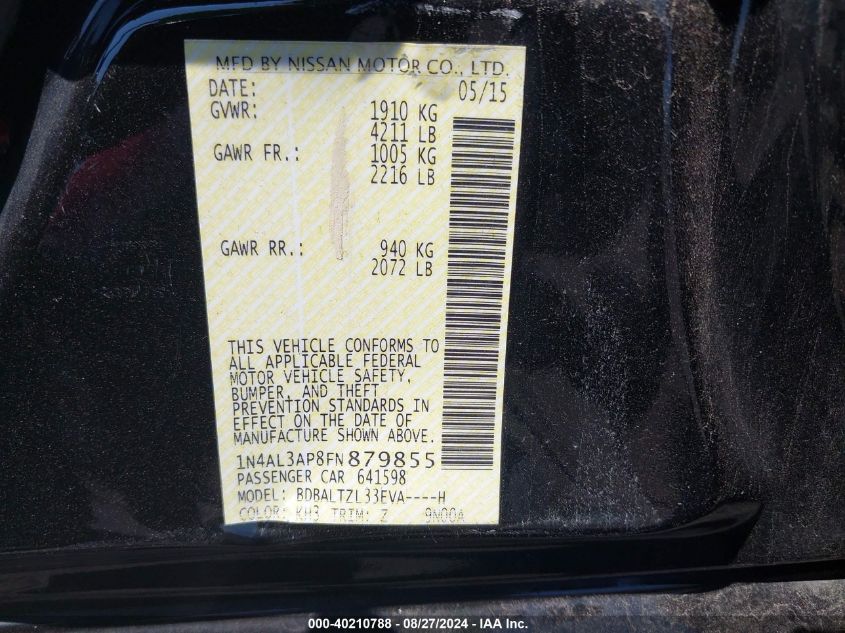 MFD BY NISSAN MOTOR CO., LTD.
DATE: 05/15
GVWR: 1910 KG
4211 LB
GAWR FR.: 1005 KG
2216 LB
GAWR RR.: 940 KG
2072 LB
THIS VEHICLE CONFORMS TO
ALL APPLICABLE FEDERAL
MOTOR VEHICLE SAFETY,
BUMPER, AND THEFT
PREVENTION STANDARDS IN
EFFECT ON THE DATE OF
MANUFACTURE SHOWN ABOVE.
1N4AL3AP8FN879855
PASSENGER CAR 641598
MODEL: BDBALTZL33EVA----H
COLOR: KH3 TRIM: Z 9N00A
000-40210788 - 08/27/2024 - IAA Inc.